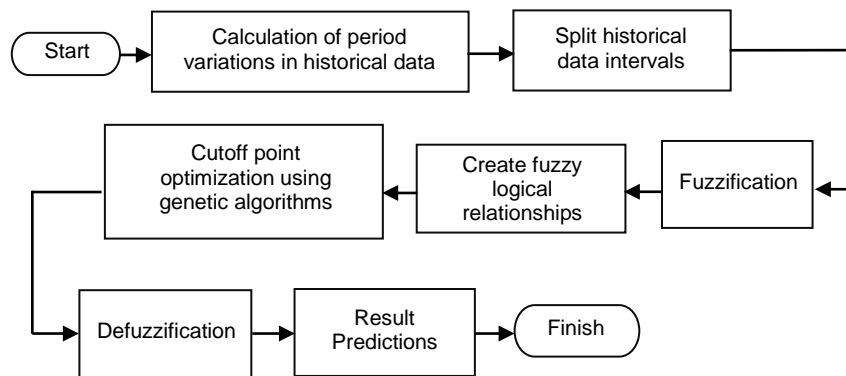 Start
Calculation of period
variations in historical data
Split historical
data intervals
Fuzzification
Create fuzzy
logical
relationships
Cutoff point
optimization using
genetic algorithms
Defuzzification
Result
Predictions
Finish